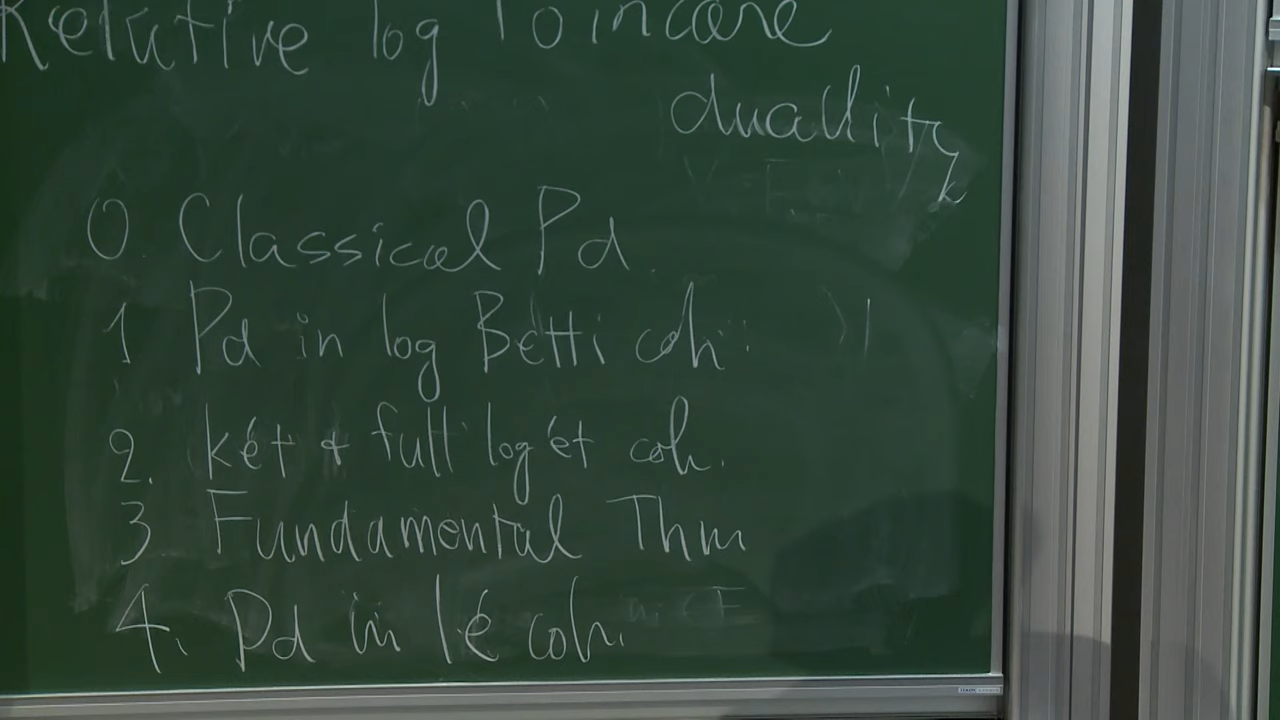 Relative log Poincare
duality
0. Classical Pd
1 Pd in log Betti coh.
2. két + full log ét coh.
3 Fundamental Thm
4. Pd in lé coh.